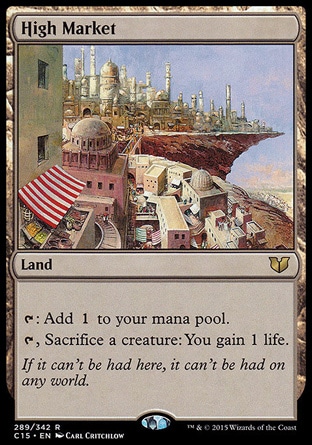 High Market
Land
: Add 1 to your mana pool.
, Sacrifice a creature: You gain 1 life.
If it can't be had here, it can't be had on
any world.
289/342 R
C15 • EN Carl Critchlow
™ & © 2015 Wizards of the Coast